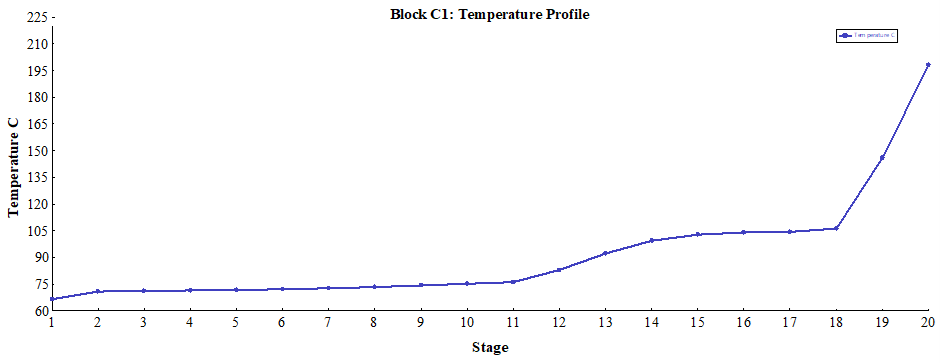 Block C1: Temperature Profile
Temperature C
225
210
195
180
165
150
135
120
105
90
75
60
Temperature C
1 2 3 4 5 6 7 8 9 10 11 12 13 14 15 16 17 18 19 20
Stage